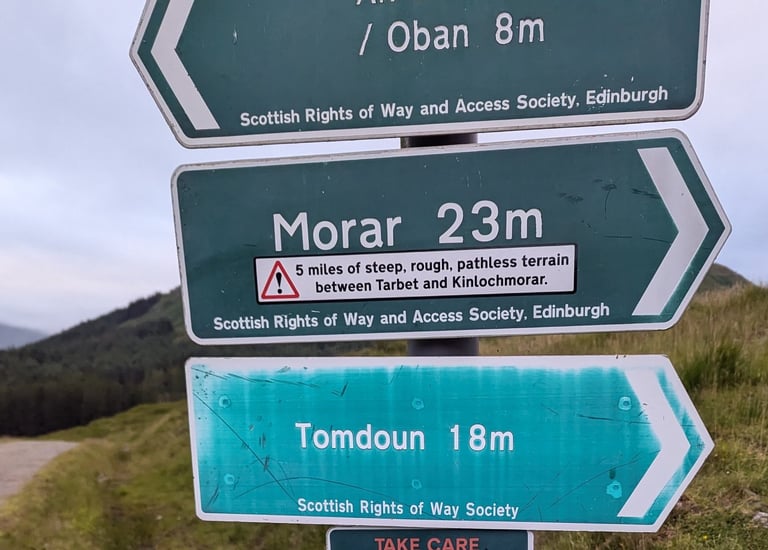 / Oban 8m
Scottish Rights of Way and Access Society, Edinburgh
Morar 23m
5 miles of steep, rough, pathless terrain
between Tarbet and Kinlochmorar.
Scottish Rights of Way and Access Society, Edinburgh
Tomdoun 18m
Scottish Rights of Way Society
TAKE CARE